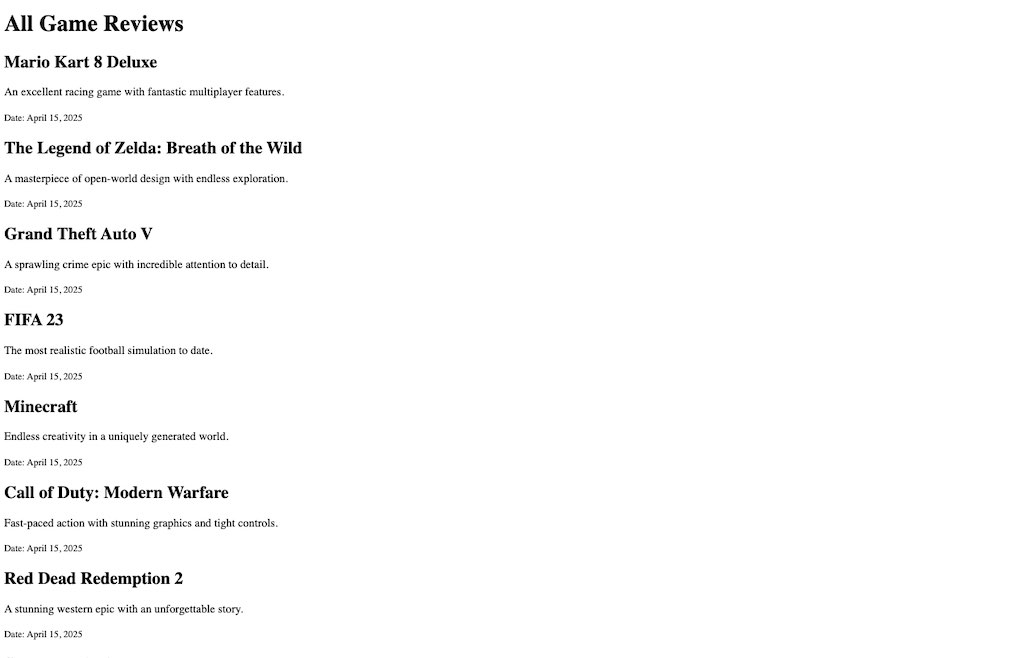 All Game Reviews
Mario Kart 8 Deluxe
An excellent racing game with fantastic multiplayer features.
Date: April 15, 2025
The Legend of Zelda: Breath of the Wild
A masterpiece of open-world design with endless exploration.
Date: April 15, 2025
Grand Theft Auto V
A sprawling crime epic with incredible attention to detail.
Date: April 15, 2025
FIFA 23
The most realistic football simulation to date.
Date: April 15, 2025
Minecraft
Endless creativity in a uniquely generated world.
Date: April 15, 2025
Call of Duty: Modern Warfare
Fast-paced action with stunning graphics and tight controls.
Date: April 15, 2025
Red Dead Redemption 2
A stunning western epic with an unforgettable story.
Date: April 15, 2025